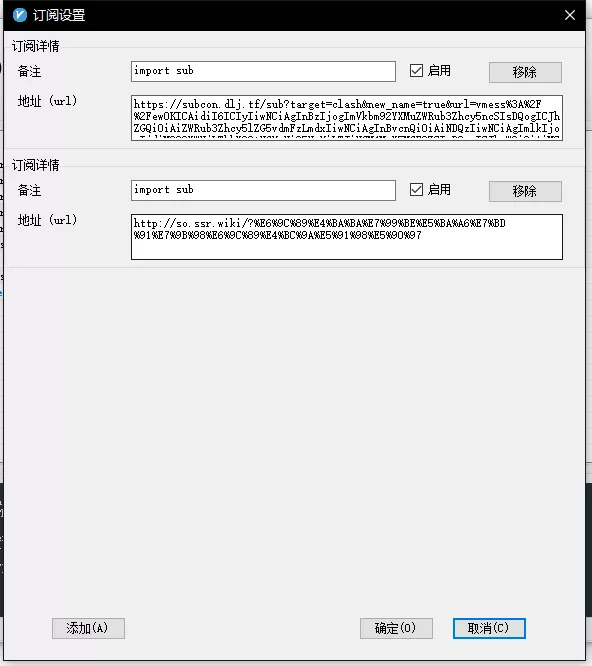 订阅设置
订阅详情
备注
import sub
启用
移除
地址 (url)
https://subcon.dlj.tf/sub?target=clash&new_name=true&url=vmess%3A%2F
订阅详情
备注
import sub
启用
移除
地址 (url)
http://so.ssr.wiki/?%E6%9C%89%E4%BA%BA%E7%99%BE%E5%BA%A6%E7%BD
%91%E7%9B%98%E6%9C%89%E4%BC%9A%E5%91%98%E5%90%97
添加(A)
确定(O)
取消(C)